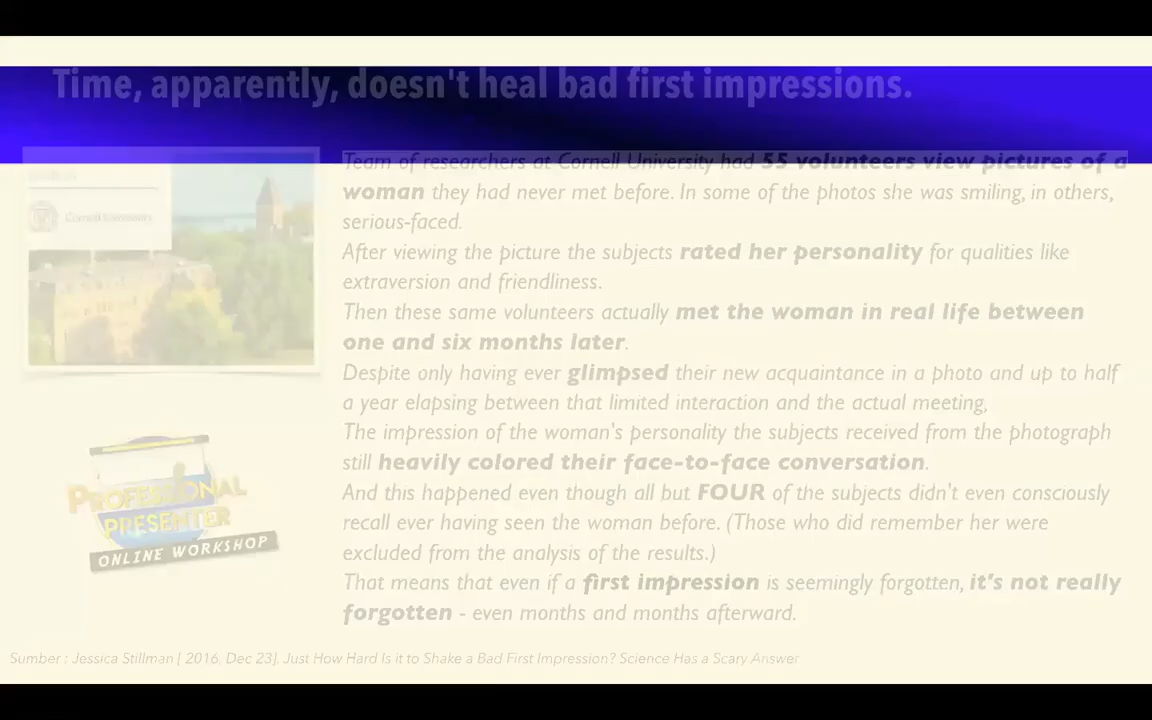 Time, apparently, doesn't heal bad first impressions.
Team of researchers at Cornell University had 55 volunteers view pictures of a
woman they had never met before. In some of the photos she was smiling, in others,
serious-faced.
After viewing the picture the subjects rated her personality for qualities like
extraversion and friendliness.
Then these same volunteers actually met the woman in real life between
one and six months later.
Despite only having ever glimpsed their new acquaintance in a photo and up to half
a year elapsing between that limited interaction and the actual meeting,
The impression of the woman's personality the subjects received from the photograph
still heavily colored their face-to-face conversation.
And this happened even though all but FOUR of the subjects didn't even consciously
recall ever having seen the woman before. (Those who did remember her were
excluded from the analysis of the results.)
That means that even if a first impression is seemingly forgotten, it's not really
forgotten - even months and months afterward.
Cornell University
PROFESSIONAL
PRESENTER
ONLINE WORKSHOP
Sumber : Jessica Stillman [ 2016, Dec 23]. Just How Hard Is it to Shake a Bad First Impression? Science Has a Scary Answer